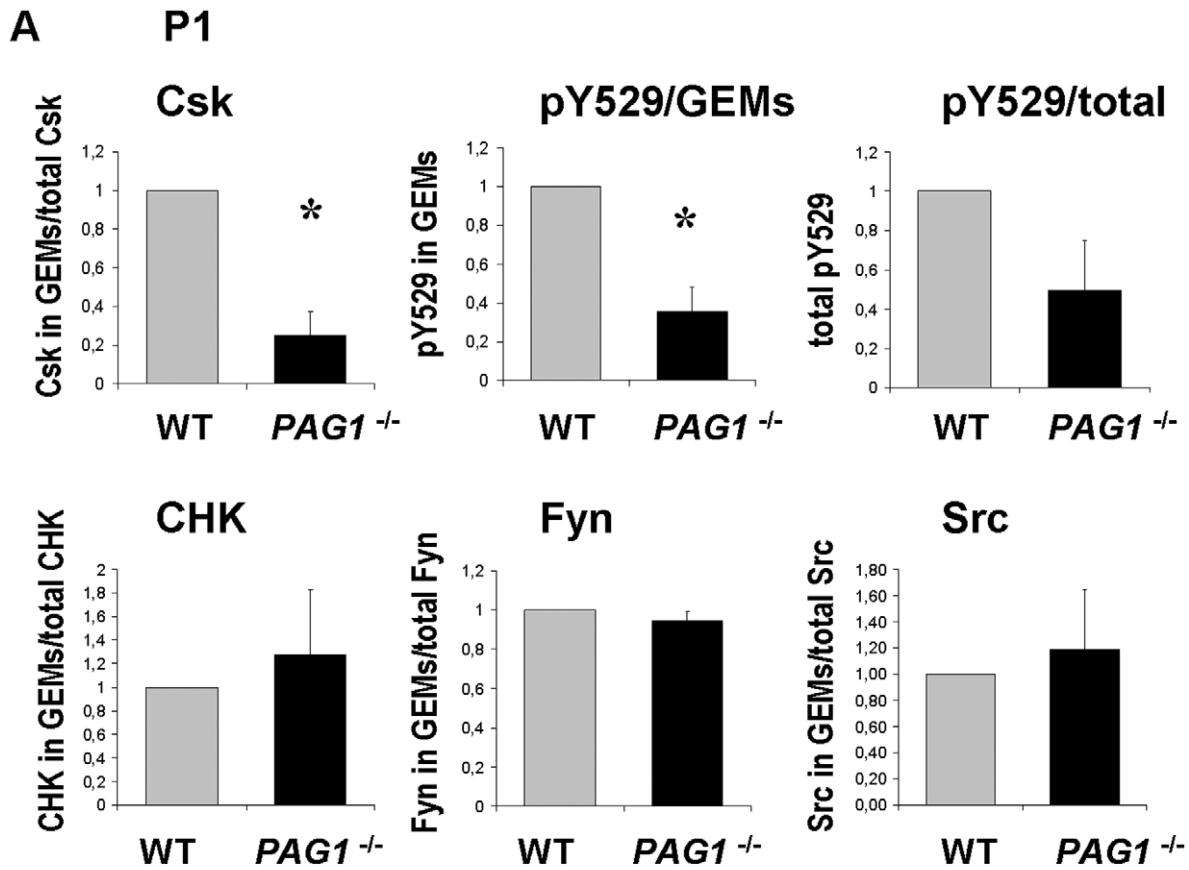 A P1
Csk
Csk in GEMs/total Csk
1,2
1
0,8
0,6
0,4
0,2
0
*
WT PAG1 -/-
pY529/GEMs
pY529 in GEMs
1,2
1
0,8
0,6
0,4
0,2
0
*
WT PAG1 -/-
pY529/total
total pY529
1,2
1
0,8
0,6
0,4
0,2
0
WT PAG1 -/-
CHK
CHK in GEMs/total CHK
2
1,8
1,6
1,4
1,2
1
0,8
0,6
0,4
0,2
0
WT PAG1 -/-
Fyn
Fyn in GEMs/total Fyn
1,2
1
0,8
0,6
0,4
0,2
0
WT PAG1 -/-
Src
Src in GEMs/total Src
1,80
1,60
1,40
1,20
1,00
0,80
0,60
0,40
0,20
0,00
WT PAG1 -/-